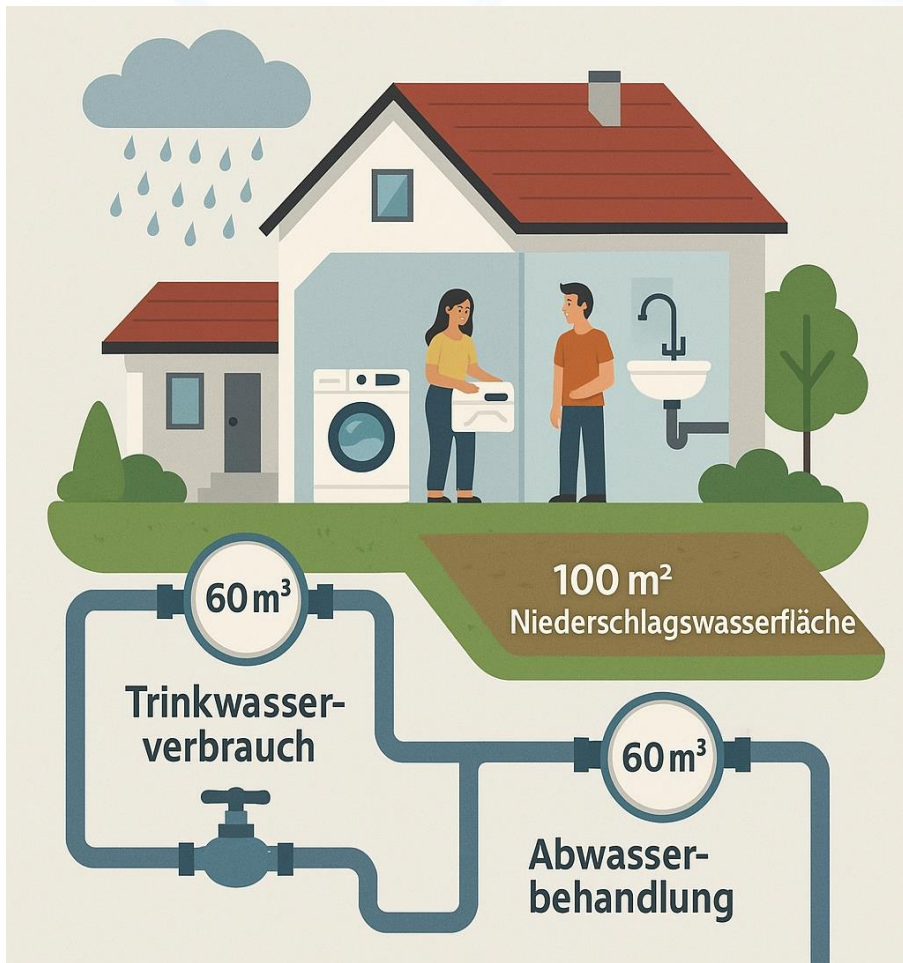 60 m³
100 m²
Niederschlagswasserfläche
Trinkwasser-
verbrauch
60 m³
Abwasser-
behandlung